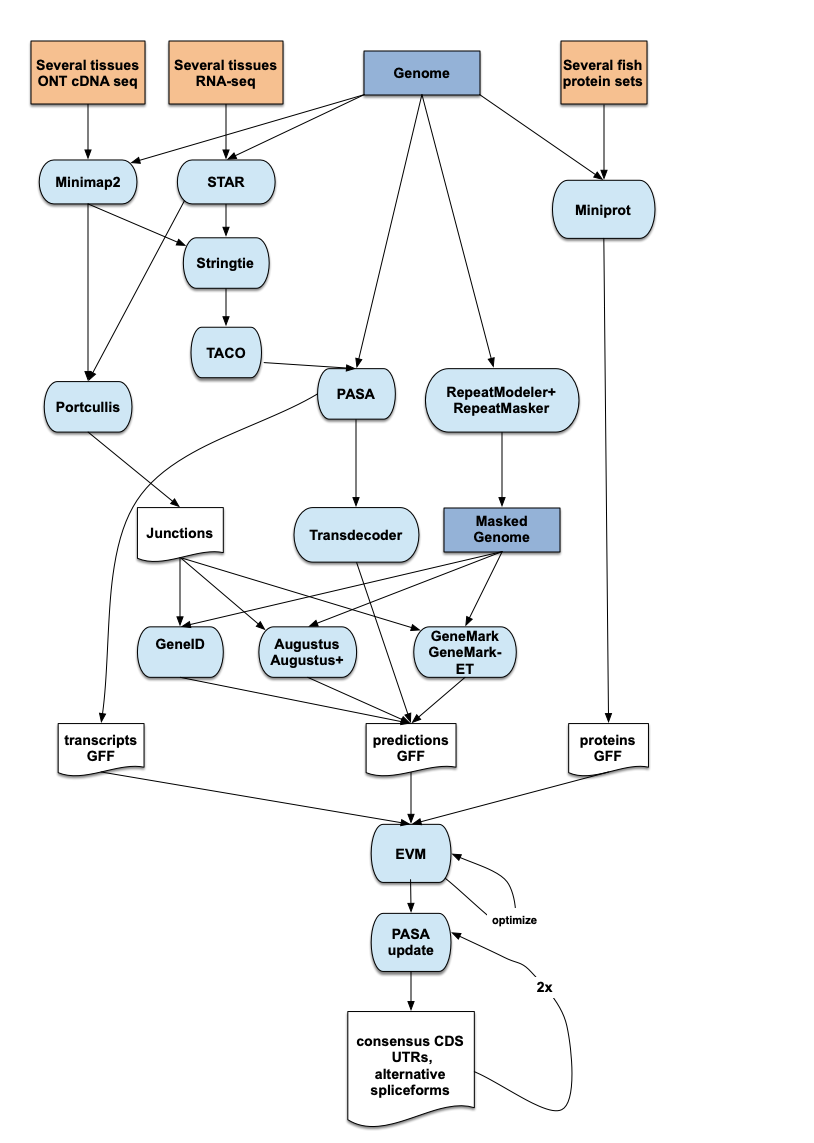 Several tissues
ONT cDNA seq
Several tissues
RNA-seq
Genome
Several fish
protein sets
Minimap2
STAR
Miniprot
Stringtie
TACO
PASA
RepeatModeler+
RepeatMasker
Portcullis
Junctions
Transdecoder
Masked
Genome
GeneID
Augustus
Augustus+
GeneMark
GeneMark-
ET
transcripts
GFF
predictions
GFF
proteins
GFF
EVM
optimize
PASA
update
2x
consensus CDS
UTRs,
alternative
spliceforms